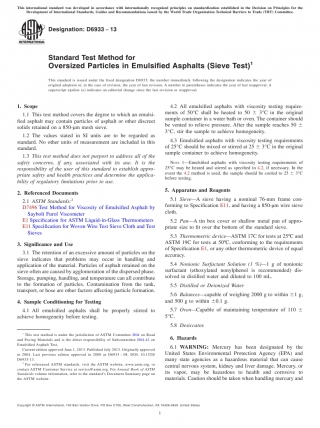 This international standard was developed in accordance with internationally recognized principles on standardization established in the Decision on Principles for the
Development of International Standards, Guides and Recommendations issued by the World Trade Organization Technical Barriers to Trade (TBT) Committee.
Designation: D6933 − 13
INTERNATIONAL
Standard Test Method for
Oversized Particles in Emulsified Asphalts (Sieve Test)¹
This standard is issued under the fixed designation D6933; the number immediately following the designation indicates the year of
original adoption or, in the case of revision, the year of last revision. A number in parentheses indicates the year of last reapproval. A
superscript epsilon (ε) indicates an editorial change since the last revision or reapproval.
1. Scope
1.1 This test method covers the degree to which an emulsi-
fied asphalt may contain particles of asphalt or other discreet
solids retained on a 850-µm mesh sieve.
1.2 The values stated in SI units are to be regarded as
standard. No other units of measurement are included in this
standard.
1.3 This standard does not purport to address all of the
safety concerns, if any, associated with its use. It is the
responsibility of the user of this standard to establish appro-
priate safety and health practices and determine the applica-
bility of regulatory limitations prior to use.
2. Referenced Documents
2.1 ASTM Standards:²
D7496 Test Method for Viscosity of Emulsified Asphalt by
Saybolt Furol Viscometer
E1 Specification for ASTM Liquid-in-Glass Thermometers
E11 Specification for Woven Wire Test Sieve Cloth and Test
Sieves
3. Significance and Use
3.1 The retention of an excessive amount of particles on the
sieve indicates that problems may occur in handling and
application of the material. Particles of asphalt retained on the
sieve often are caused by agglomeration of the dispersed phase.
Storage, pumping, handling, and temperature can all contribute
to the formation of particles. Contamination from the tank,
transport, or hose are other factors affecting particle formation.
4. Sample Conditioning for Testing
4.1 All emulsified asphalts shall be properly stirred to
achieve homogeneity before testing.
¹ This test method is under the jurisdiction of ASTM Committee D04 on Road
and Paving Materials and is the direct responsibility of Subcommittee D04.42 on
Emulsified Asphalt Test.
Current edition approved June 1, 2013. Published July 2013. Originally approved
in 2004. Last previous edition approved in 2008 as D6933 – 08. DOI: 10.1520/
D6933-13.
² For referenced ASTM standards, visit the ASTM website, www.astm.org, or
contact ASTM Customer Service at service@astm.org. For Annual Book of ASTM
Standards volume information, refer to the standard's Document Summary page on
the ASTM website.
4.2 All emulsified asphalts with viscosity testing require-
ments of 50°C shall be heated to 50 ± 3°C in the original
sample container in a water bath or oven. The container should
be vented to relieve pressure. After the sample reaches 50 ±
3°C, stir the sample to achieve homogeneity.
4.3 Emulsified asphalts with viscosity testing requirements
of 25°C should be mixed or stirred at 25 ± 3°C in the original
sample container to achieve homogeneity.
NOTE 1—Emulsified asphalts with viscosity testing requirements of
25°C may be heated and stirred as specified in 4.2, if necessary. In the
event the 4.2 method is used, the sample should be cooled to 25 ± 3°C
before testing.
5. Apparatus and Reagents
5.1 Sieve—A sieve having a nominal 76-mm frame con-
forming to Specification E11, and having a 850-µm wire sieve
cloth.
5.2 Pan—A tin box cover or shallow metal pan of appro-
priate size to fit over the bottom of the standard sieve.
5.3 Thermometric device—ASTM 17C for tests at 25°C and
ASTM 19C for tests at 50°C, conforming to the requirements
of Specification E1, or any other thermometric device of equal
accuracy.
5.4 Nonionic Surfactant Solution (1 %)—1 g of nonionic
surfactant (ethoxylated nonylphenol is recommended) dis-
solved in distilled water and diluted to 100 mL.
5.5 Distilled or Deionized Water
5.6 Balances—capable of weighing 2000 g to within ±1 g,
and 500 g to within ±0.1 g.
5.7 Oven—Capable of maintaining temperature of 110 ±
5°C.
5.8 Desiccator
6. Hazards
6.1 WARNING: Mercury has been designated by the
United States Environmental Protection Agency (EPA) and
many state agencies as a hazardous material that can cause
central nervous system, kidney and liver damage. Mercury, or
its vapor, may be hazardous to health and corrosive to
materials. Caution should be taken when handling mercury and
Copyright © ASTM International, 100 Barr Harbor Drive, PO Box C700, West Conshohocken, PA 19428-2959. United States
1